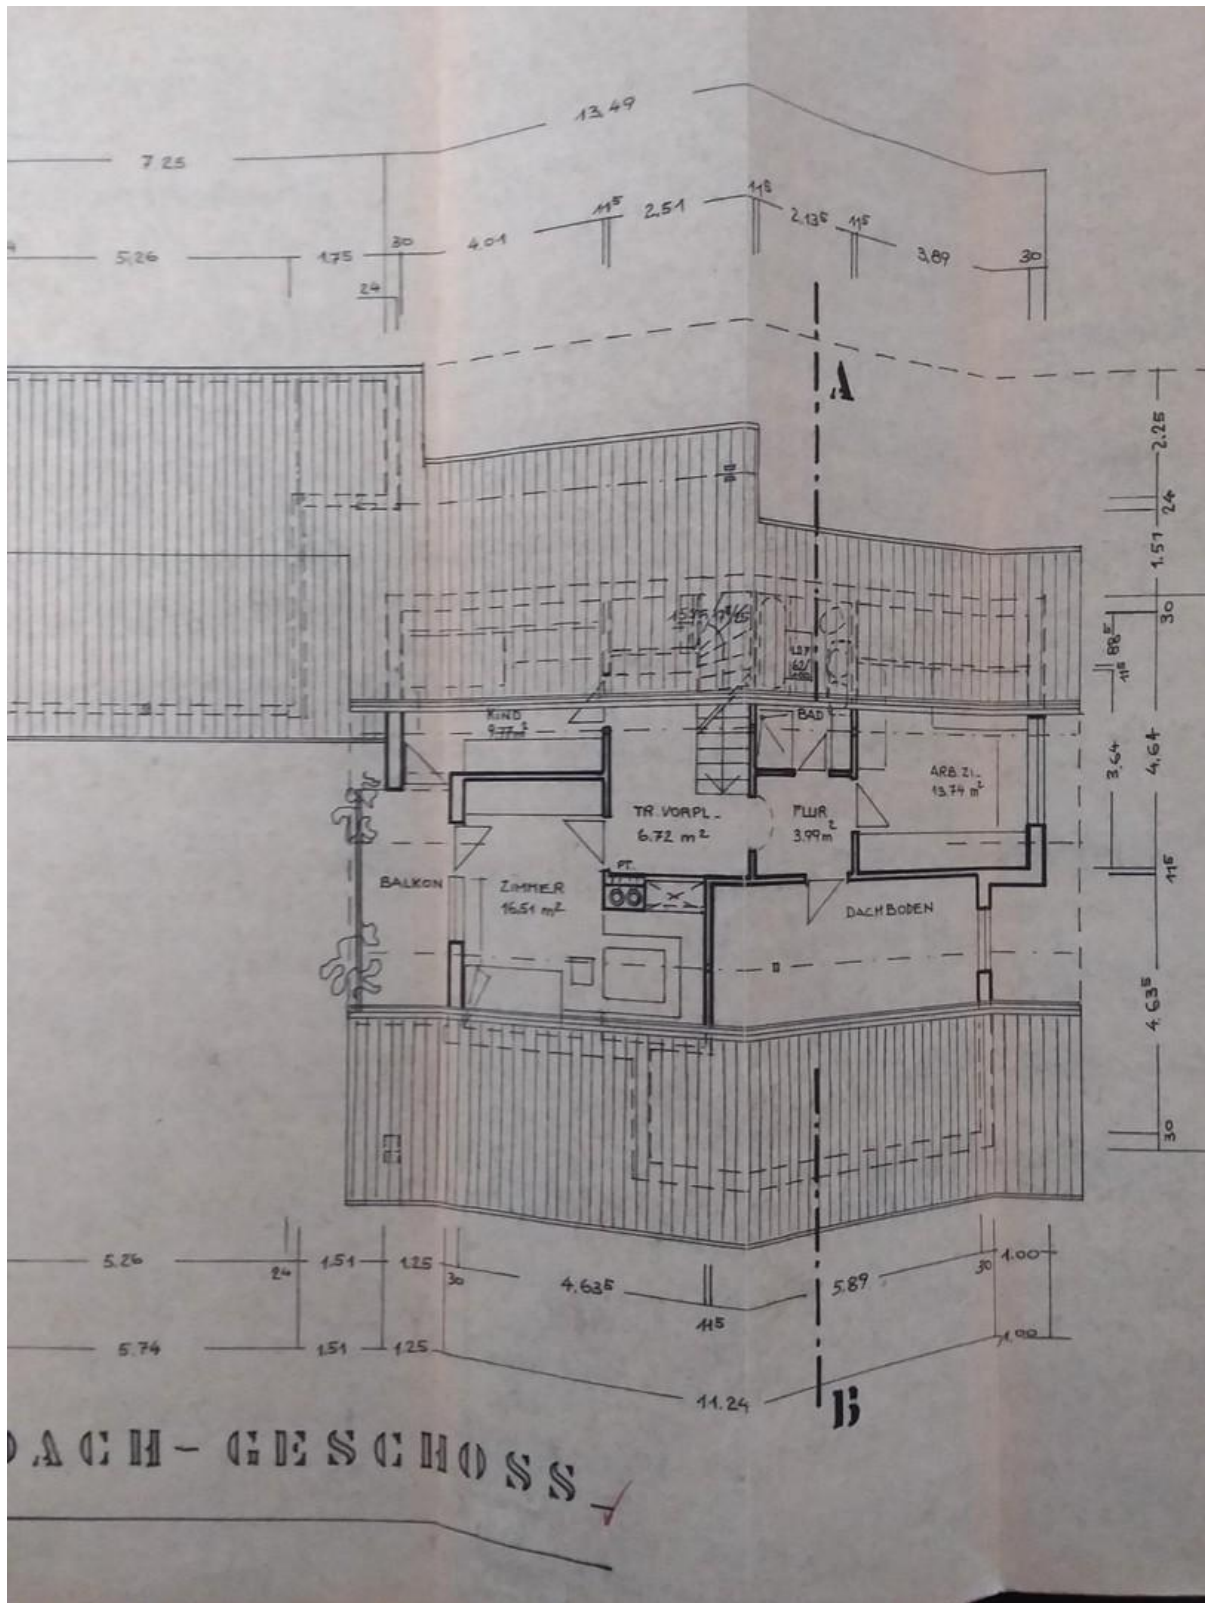 13.49
7.25
11⁵
11⁵
2.51
2.13⁵
11⁵
30
4.01
3.89
30
5.26
1.75
24
A
2.25
24
1.51
30
88⁵
11⁵
KIND
9.77 m²
BAD
3.64
4.64
ARB.ZI.
13.74 m²
TR.VORPL.
6.72 m²
FLUR
3.99 m²
PT.
11⁵
BALKON
ZIMMER
16.51 m²
DACHBODEN
4.63⁵
30
5.26
24
1.51
1.25
30
4.63⁵
11⁵
5.89
30
1.00
5.74
1.51
1.25
11.24
1.00
B
DACH-GESCHOSS